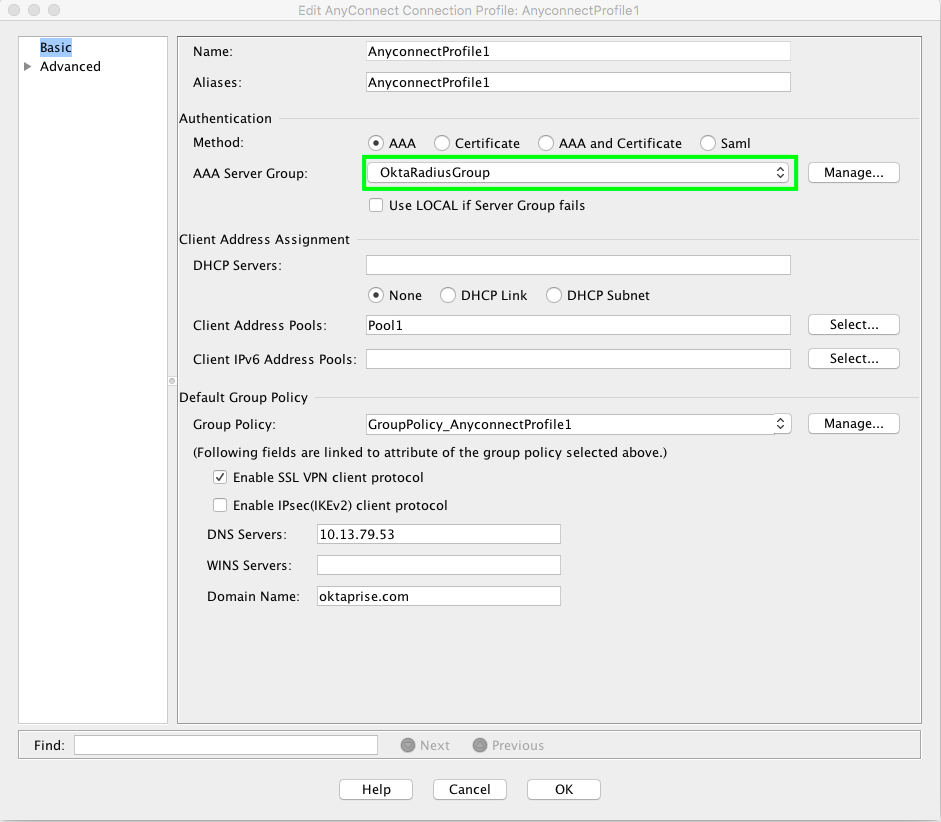 Edit AnyConnect Connection Profile: AnyconnectProfile1
Basic
Advanced
Name: AnyconnectProfile1
Aliases: AnyconnectProfile1
Authentication
Method: AAA Certificate AAA and Certificate Saml
AAA Server Group: OktaRadiusGroup Manage...
Use LOCAL if Server Group fails
Client Address Assignment
DHCP Servers:
None DHCP Link DHCP Subnet
Client Address Pools: Pool1 Select...
Client IPv6 Address Pools: Select...
Default Group Policy
Group Policy: GroupPolicy_AnyconnectProfile1 Manage...
(Following fields are linked to attribute of the group policy selected above.)
Enable SSL VPN client protocol
Enable IPsec(IKEv2) client protocol
DNS Servers: 10.13.79.53
WINS Servers:
Domain Name: oktaprise.com
Find: Next Previous
Help Cancel OK